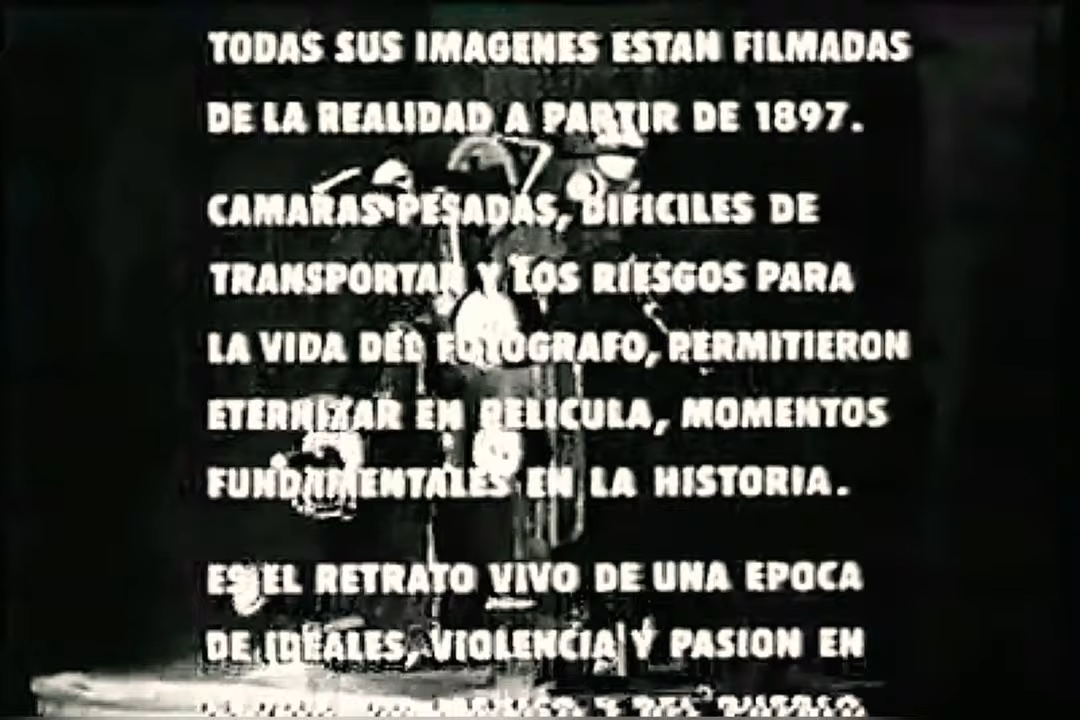 TODAS SUS IMAGENES ESTAN FILMADAS
DE LA REALIDAD A PARTIR DE 1897.
CAMARAS PESADAS, DIFICILES DE
TRANSPORTAR Y LOS RIESGOS PARA
LA VIDA DEL FOTOGRAFO, PERMITIERON
ETERNIZAR EN PELICULA, MOMENTOS
FUNDAMENTALES EN LA HISTORIA.
ES EL RETRATO VIVO DE UNA EPOCA
DE IDEALES, VIOLENCIA Y PASION EN